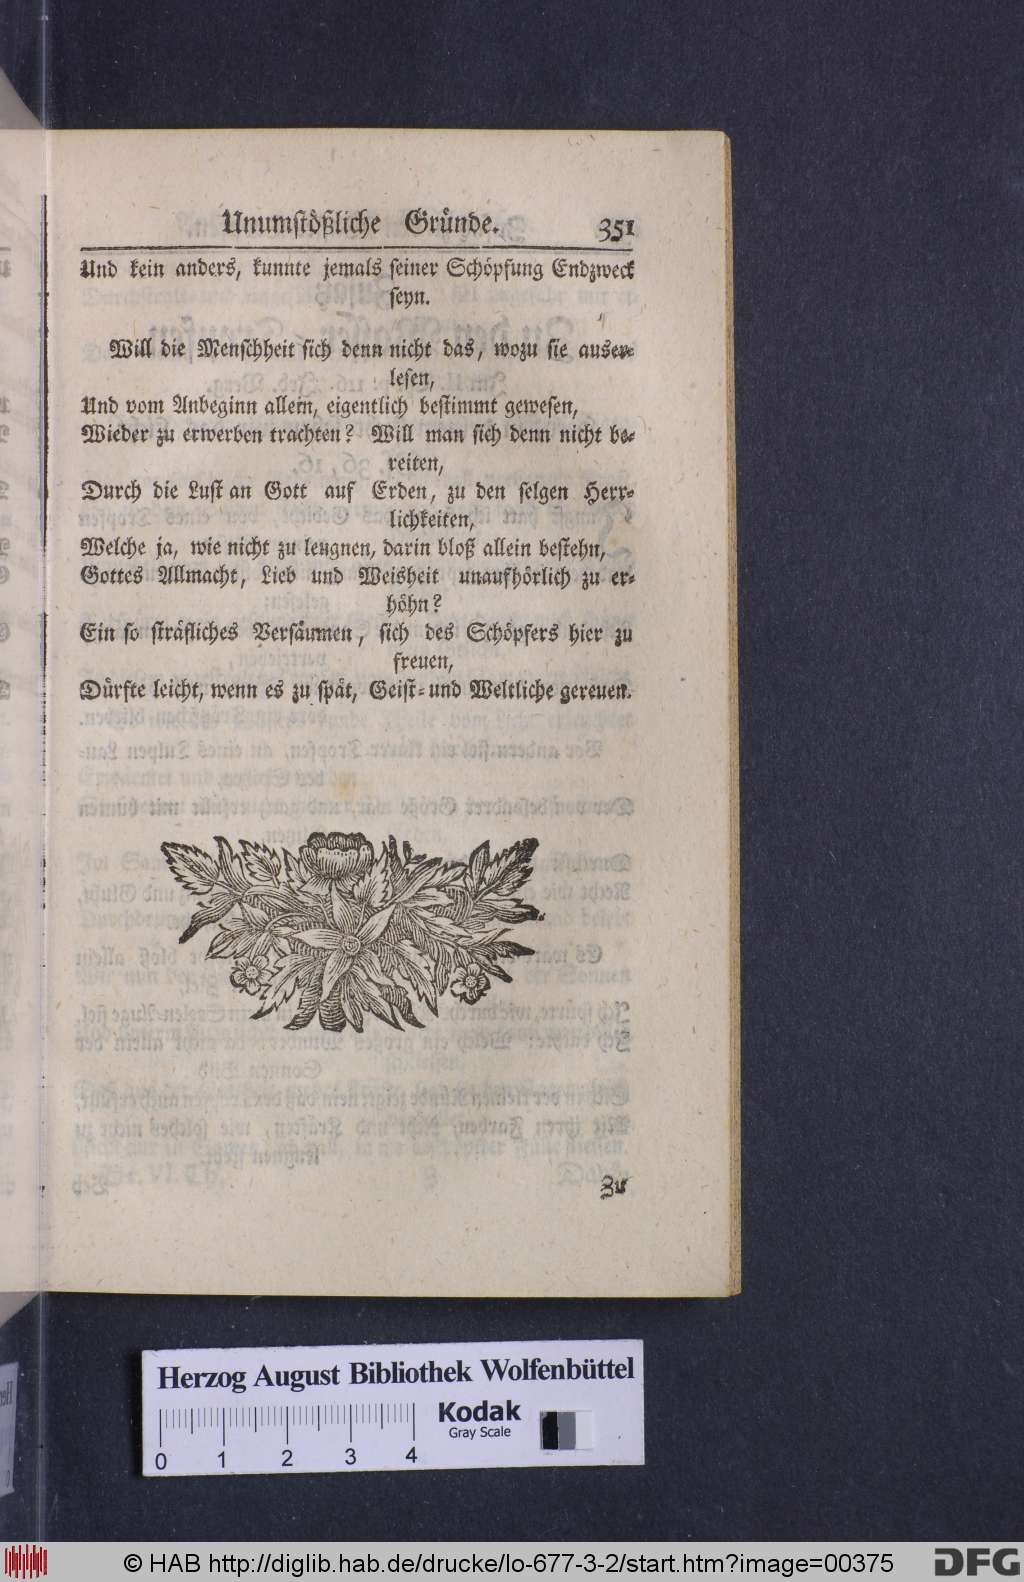 Unumstößliche Gründe. 351
Und kein anders, kunnte jemals seiner Schöpfung Endzweck
seyn.
Will die Menschheit sich denn nicht das, wozu sie auser-
lesen,
Und vom Anbeginn allein, eigentlich bestimmt gewesen,
Wieder zu erwerben trachten? Will man sich denn nicht be-
reiten,
Durch die Lust an Gott auf Erden, zu den selgen Herr-
lichkeiten,
Welche ja, wie nicht zu leugnen, darin bloß allein bestehn,
Gottes Allmacht, Lieb und Weisheit unaufhörlich zu er-
höhn?
Ein so sträfliches Versäumen, sich des Schöpfers hier zu
freuen,
Dürfte leicht, wenn es zu spät, Geist- und Weltliche gereuen.
Zu
Herzog August Bibliothek Wolfenbüttel
Kodak
Gray Scale
0 1 2 3 4
© HAB http://diglib.hab.de/drucke/lo-677-3-2/start.htm?image=00375
DFG